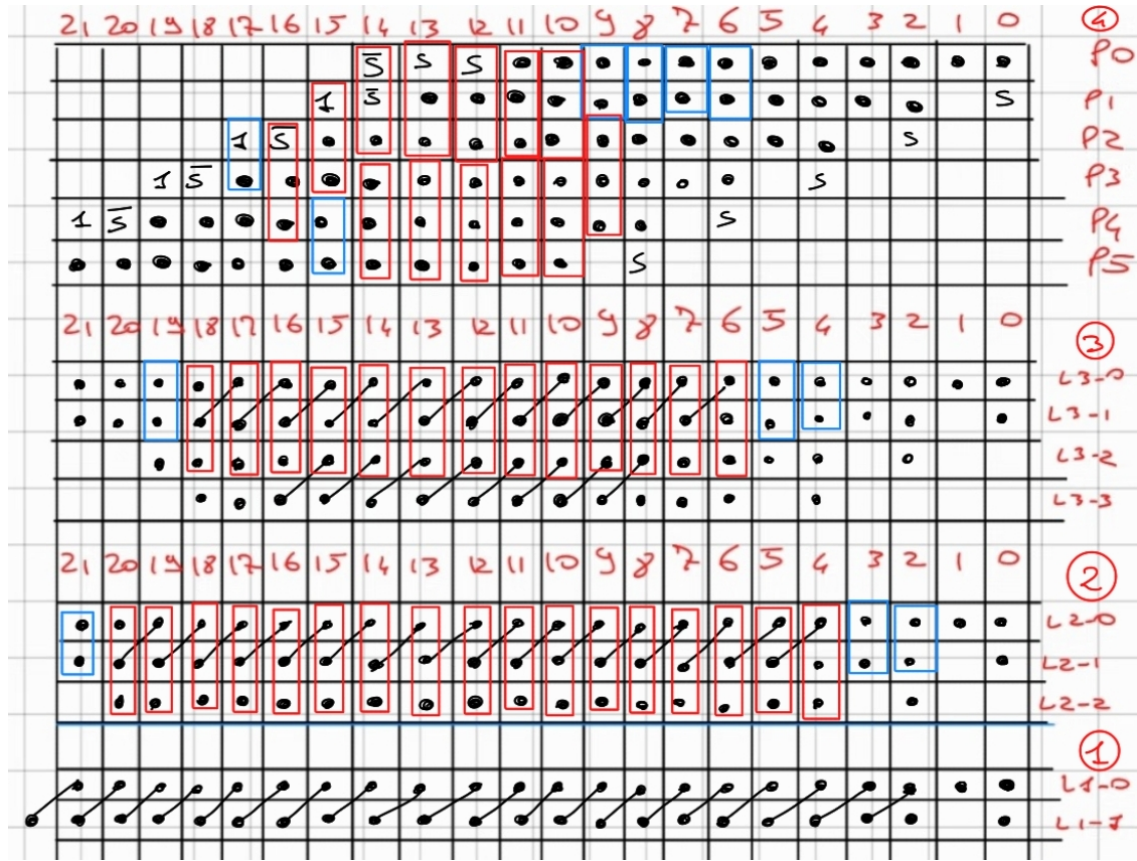 21 20 19 18 17 16 15 14 13 12 11 10 9 8 7 6 5 4 3 2 1 0 4
S̅ S S P0
1 S̅ S P1
1 S̅ S P2
1 S̅ S P3
1 S̅ S P4
S P5
21 20 19 18 17 16 15 14 13 12 11 10 9 8 7 6 5 4 3 2 1 0 3
L3-0
L3-1
L3-2
L3-3
21 20 19 18 17 16 15 14 13 12 11 10 9 8 7 6 5 4 3 2 1 0 2
L2-0
L2-1
L2-2
1
L1-0
L1-1